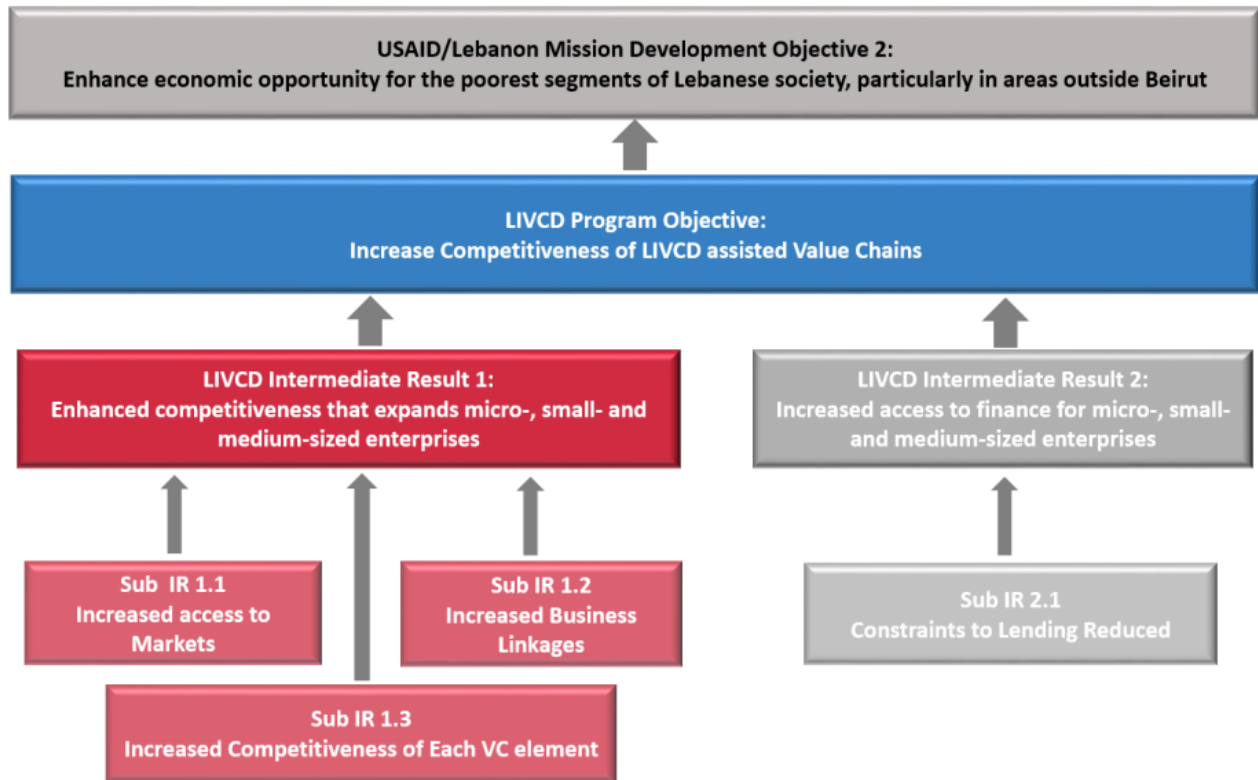 USAID/Lebanon Mission Development Objective 2:
Enhance economic opportunity for the poorest segments of Lebanese society, particularly in areas outside Beirut
LIVCD Program Objective:
Increase Competitiveness of LIVCD assisted Value Chains
LIVCD Intermediate Result 1:
Enhanced competitiveness that expands micro-, small- and
medium-sized enterprises
LIVCD Intermediate Result 2:
Increased access to finance for micro-, small-
and medium-sized enterprises
Sub IR 1.1
Increased access to
Markets
Sub IR 1.2
Increased Business
Linkages
Sub IR 2.1
Constraints to Lending Reduced
Sub IR 1.3
Increased Competitiveness of Each VC element